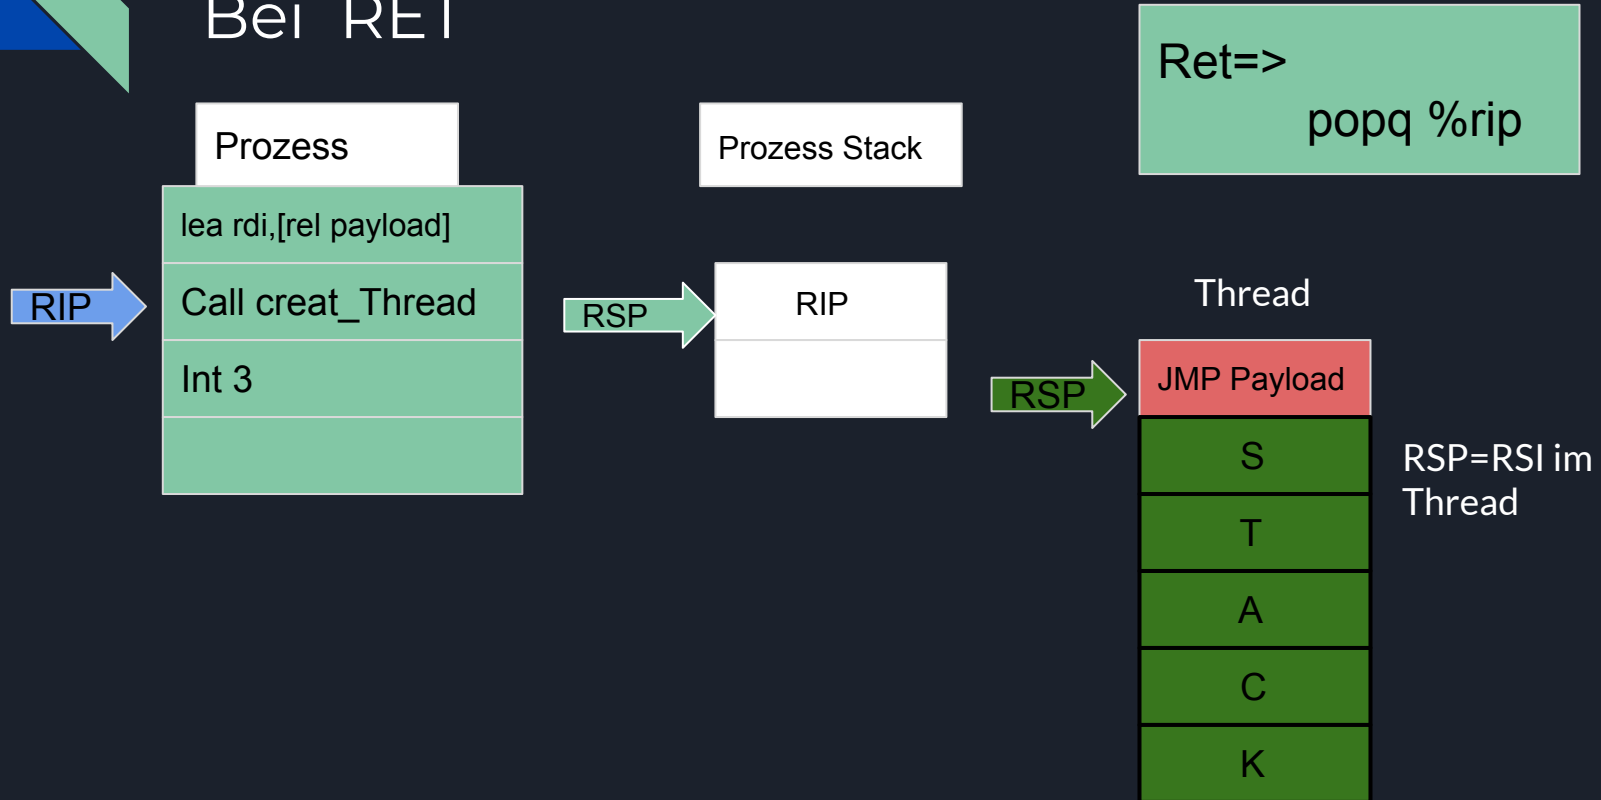 Bei RET
Ret=>
popq %rip
Prozess
Prozess Stack
lea rdi,[rel payload]
RIP
Call creat_Thread
RSP
RIP
Thread
Int 3
RSP
JMP Payload
S
RSP=RSI im
Thread
T
A
C
K